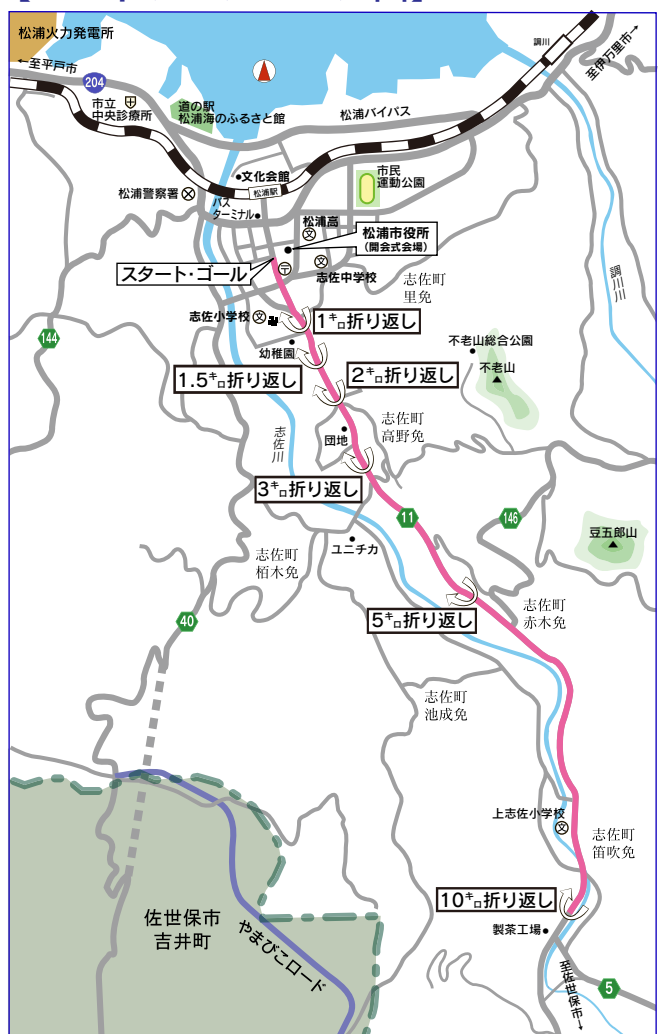 松浦火力発電所
←至平戸市
204
市立
中央診療所
道の駅
松浦海のふるさと館
松浦バイパス
調川
至伊万里市→
文化会館
松浦駅
市民
運動公園
松浦警察署
バス
ターミナル
松浦高
文
松浦市役所
(開会式会場)
スタート・ゴール
〒
文
志佐中学校
志佐町
里免
調川川
144
志佐小学校
文
1キロ折り返し
幼稚園
不老山総合公園
不老山
1.5キロ折り返し
2キロ折り返し
志佐川
団地
志佐町
高野免
3キロ折り返し
11
146
豆五郎山
ユニチカ
志佐町
栢木免
志佐町
赤木免
40
5キロ折り返し
志佐町
池成免
上志佐小学校
文
志佐町
笛吹免
10キロ折り返し
製茶工場
佐世保市
吉井町
やまびこロード
至佐世保市→
5